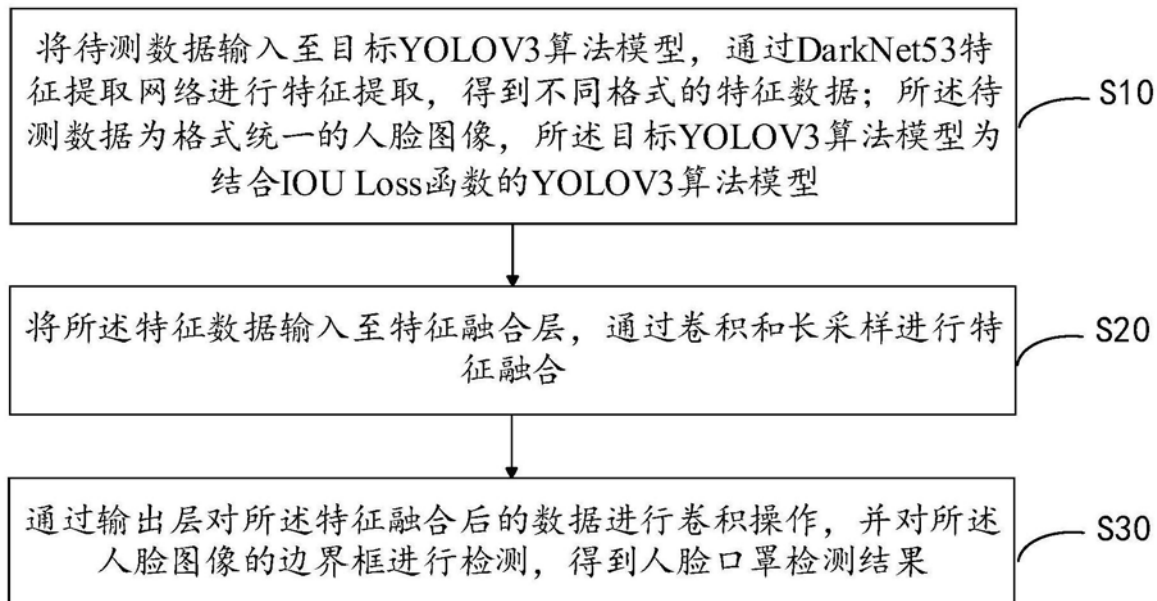 将待测数据输入至目标YOLOV3算法模型，通过DarkNet53特
征提取网络进行特征提取，得到不同格式的特征数据；所述待
测数据为格式统一的人脸图像，所述目标YOLOV3算法模型为
结合IOU Loss函数的YOLOV3算法模型
S10
将所述特征数据输入至特征融合层，通过卷积和长采样进行特
征融合
S20
通过输出层对所述特征融合后的数据进行卷积操作，并对所述
人脸图像的边界框进行检测，得到人脸口罩检测结果
S30